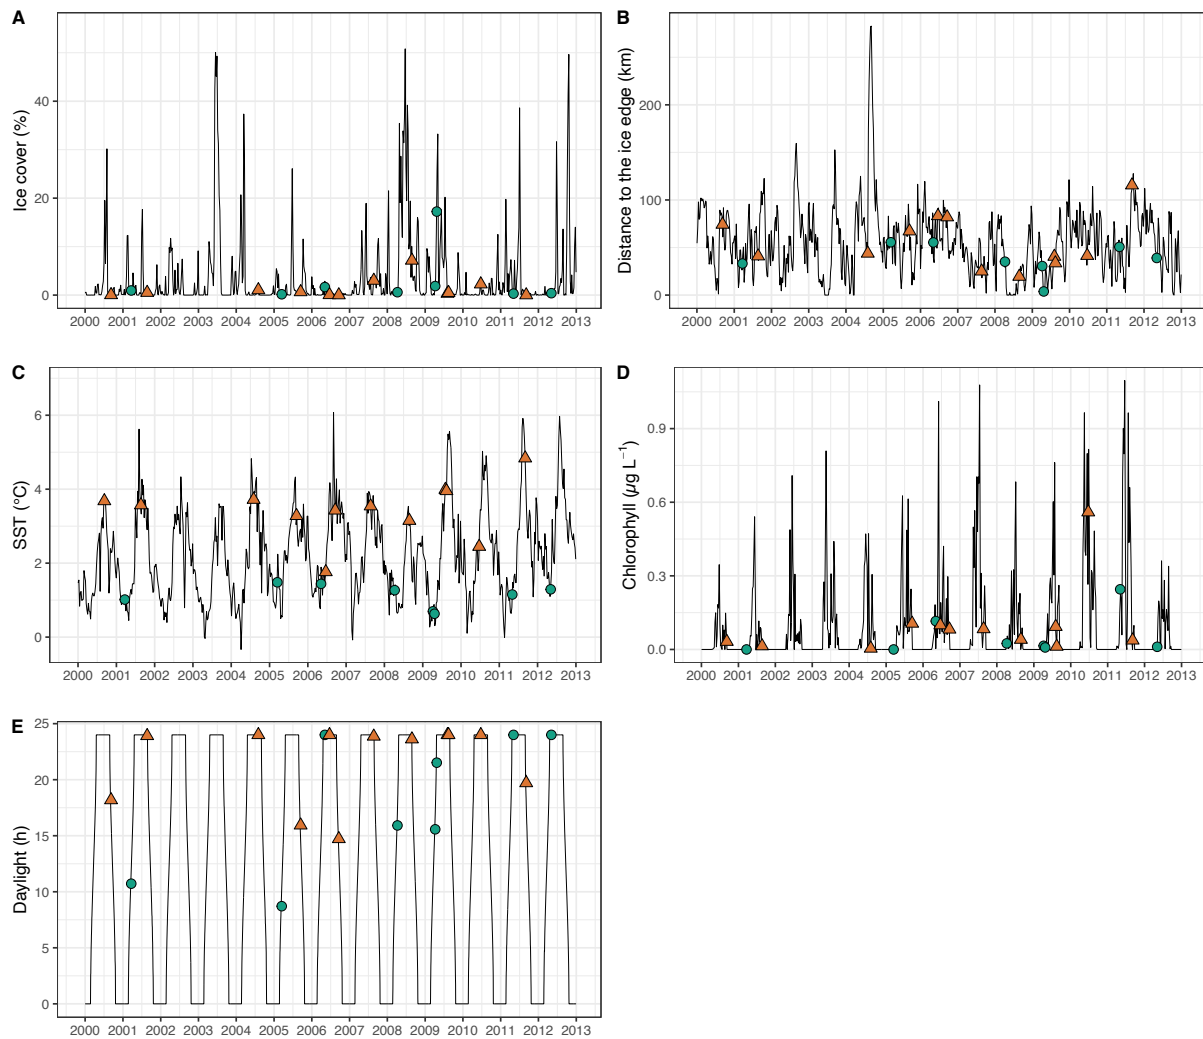 A
Ice cover (%)
40
20
0
2000 2001 2002 2003 2004 2005 2006 2007 2008 2009 2010 2011 2012 2013
B
Distance to the ice edge (km)
200
100
0
2000 2001 2002 2003 2004 2005 2006 2007 2008 2009 2010 2011 2012 2013
C
SST (°C)
6
4
2
0
2000 2001 2002 2003 2004 2005 2006 2007 2008 2009 2010 2011 2012 2013
D
Chlorophyll (µg L⁻¹)
0.9
0.6
0.3
0.0
2000 2001 2002 2003 2004 2005 2006 2007 2008 2009 2010 2011 2012 2013
E
Daylight (h)
25
20
15
10
5
0
2000 2001 2002 2003 2004 2005 2006 2007 2008 2009 2010 2011 2012 2013